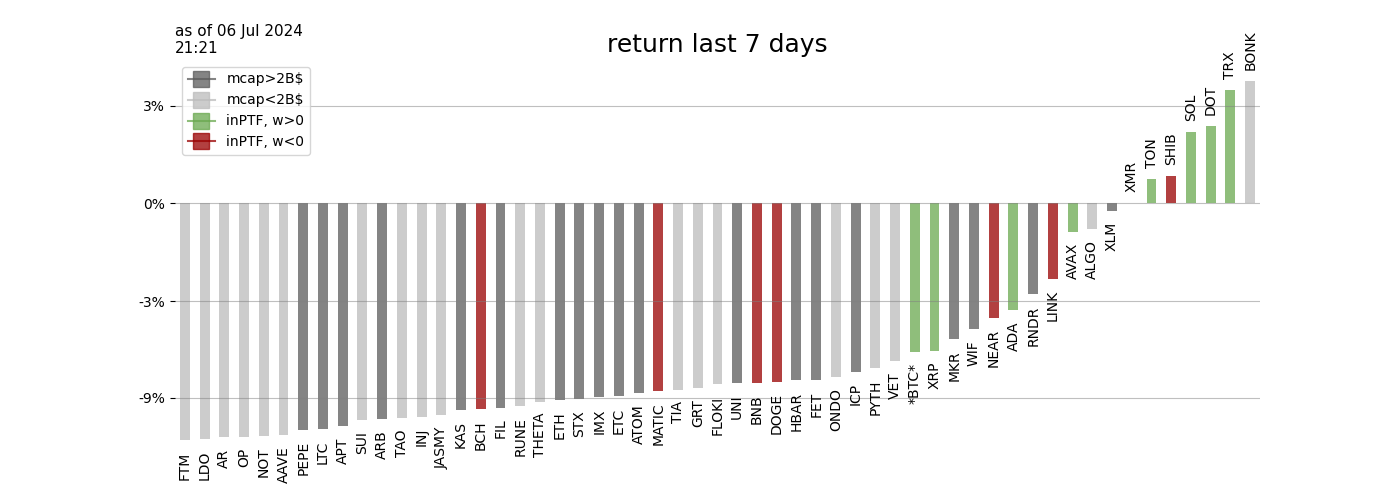 as of 06 Jul 2024
21:21
return last 7 days
mcap>2B$
mcap<2B$
inPTF, w>0
inPTF, w<0
3%
0%
-3%
-9%
FTM
LDO
AR
OP
NOT
AAVE
PEPE
LTC
APT
SUI
ARB
TAO
INJ
JASMY
KAS
BCH
FIL
RUNE
THETA
ETH
STX
IMX
ETC
ATOM
MATIC
TIA
GRT
FLOKI
UNI
BNB
DOGE
HBAR
FET
ONDO
ICP
PYTH
VET
*BTC*
XRP
MKR
WIF
NEAR
ADA
RNDR
LINK
AVAX
ALGO
XLM
XMR
TON
SHIB
SOL
DOT
TRX
BONK